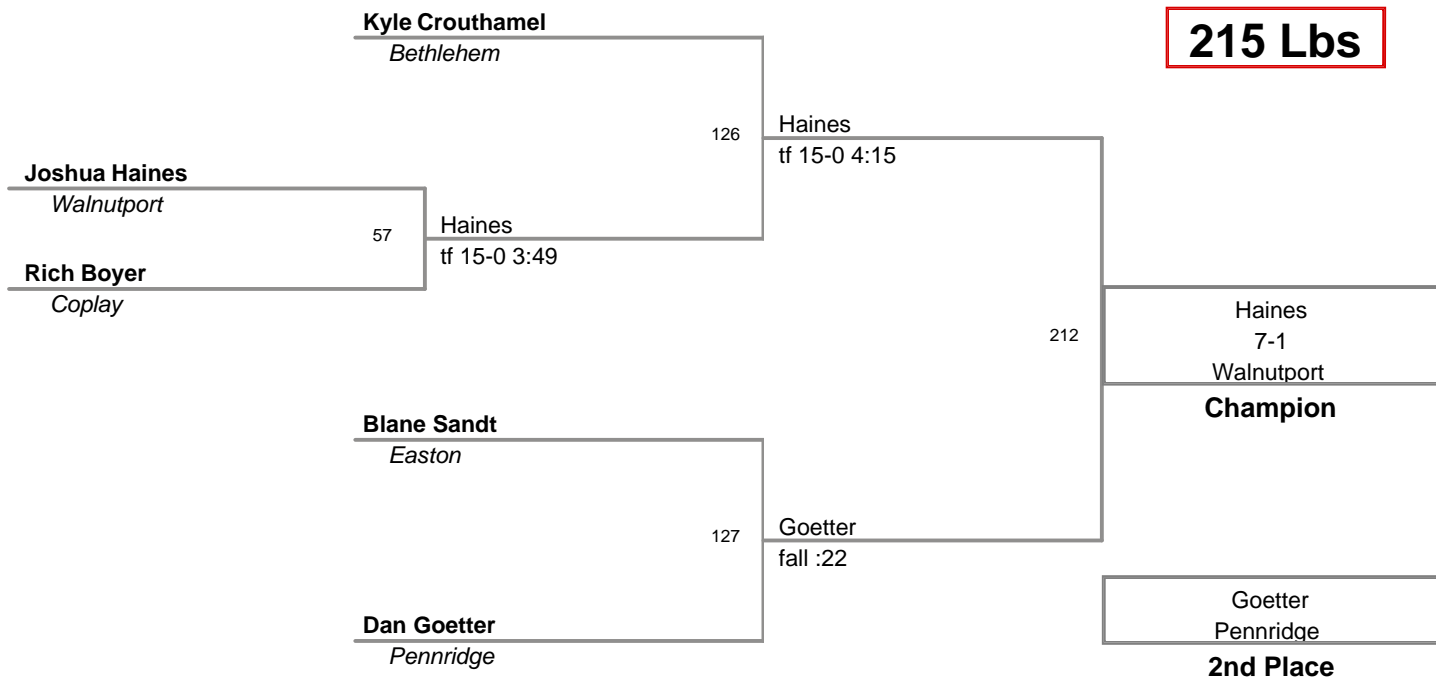 Kyle Crouthamel
Bethlehem
215 Lbs
126
Haines
tf 15-0 4:15
Joshua Haines
Walnutport
57
Haines
tf 15-0 3:49
Rich Boyer
Coplay
212
Haines
7-1
Walnutport
Champion
Blane Sandt
Easton
127
Goetter
fall :22
Dan Goetter
Pennridge
Goetter
Pennridge
2nd Place